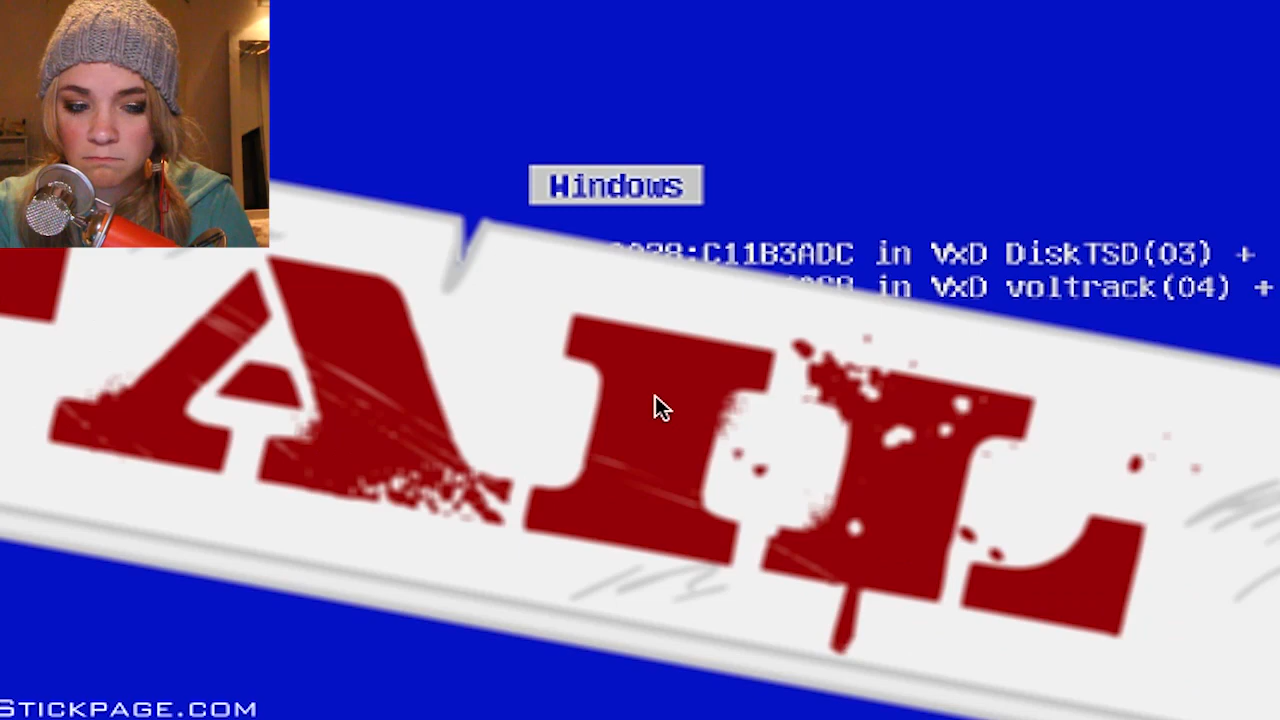 Windows
:C11B3ADC in VxD DiskTSD(03) +
in VxD voltrack(04) +
AIL
STICKPAGE.COM